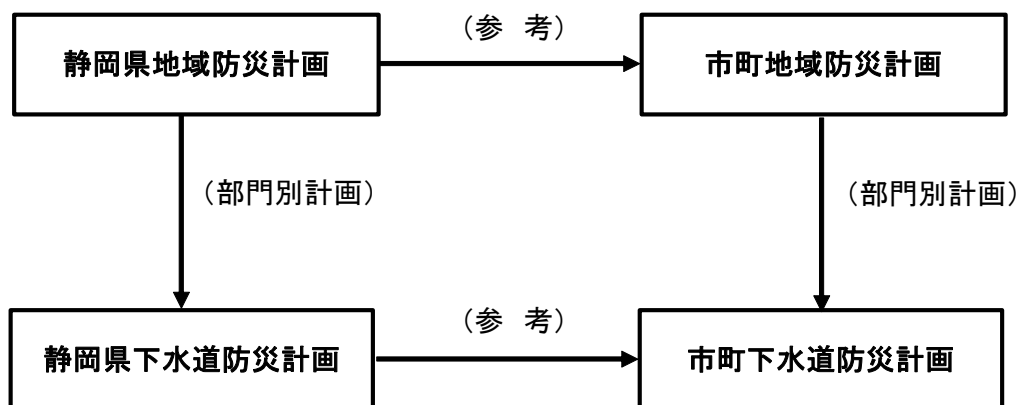 （参　考）
静岡県地域防災計画
市町地域防災計画
（部門別計画）
（部門別計画）
（参　考）
静岡県下水道防災計画
市町下水道防災計画